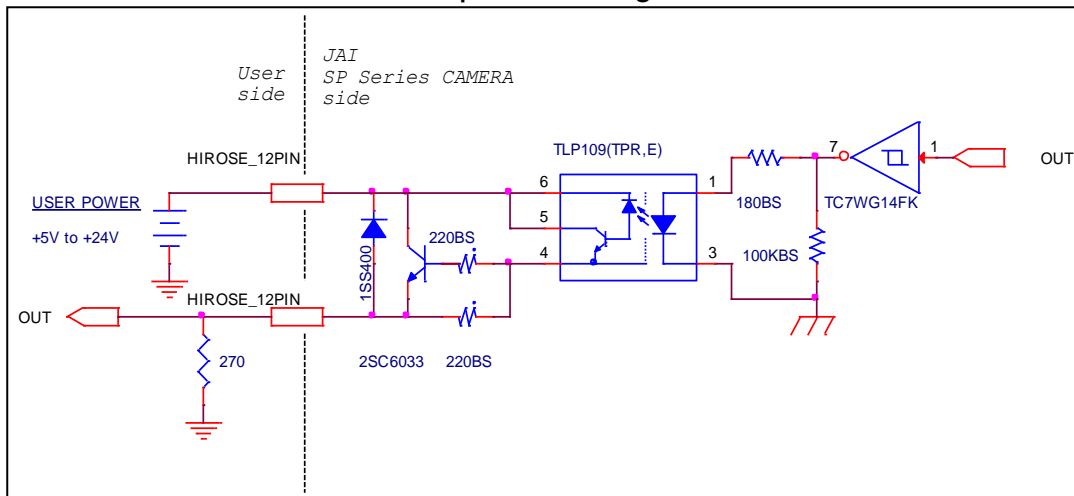 User side
JAI
SP Series CAMERA
side
HIROSE_12PIN
TLP109(TPR,E)
7
1
OUT
USER POWER
+5V to +24V
6
1
180BS
TC7WG14FK
5
220BS
1SS400
4
3
100KBS
HIROSE_12PIN
OUT
270
2SC6033
220BS